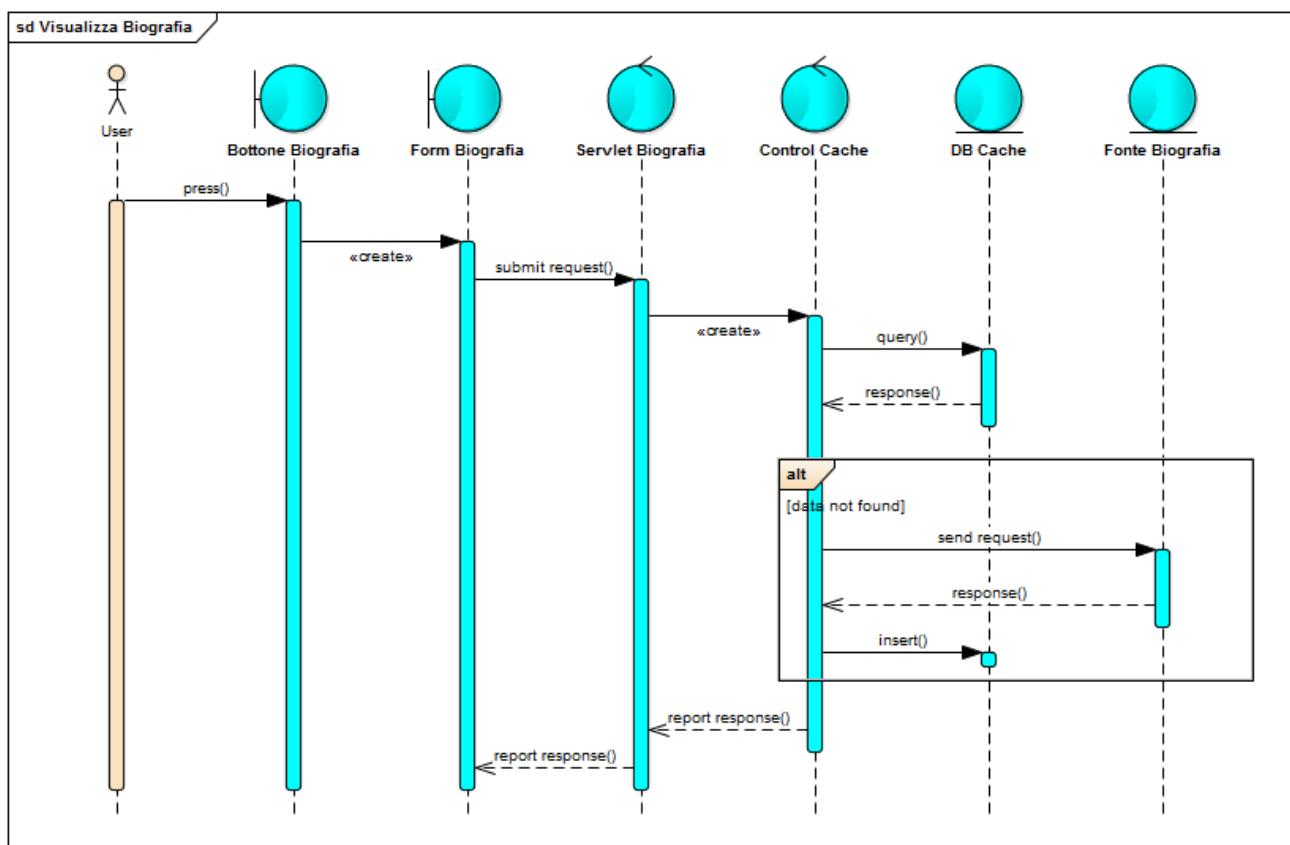 sd Visualizza Biografia
User
Bottone Biografia
Form Biografia
Servlet Biografia
Control Cache
DB Cache
Fonte Biografia
press()
«create»
submit request()
«create»
query()
response()
alt
[data not found]
send request()
response()
insert()
report response()
report response()